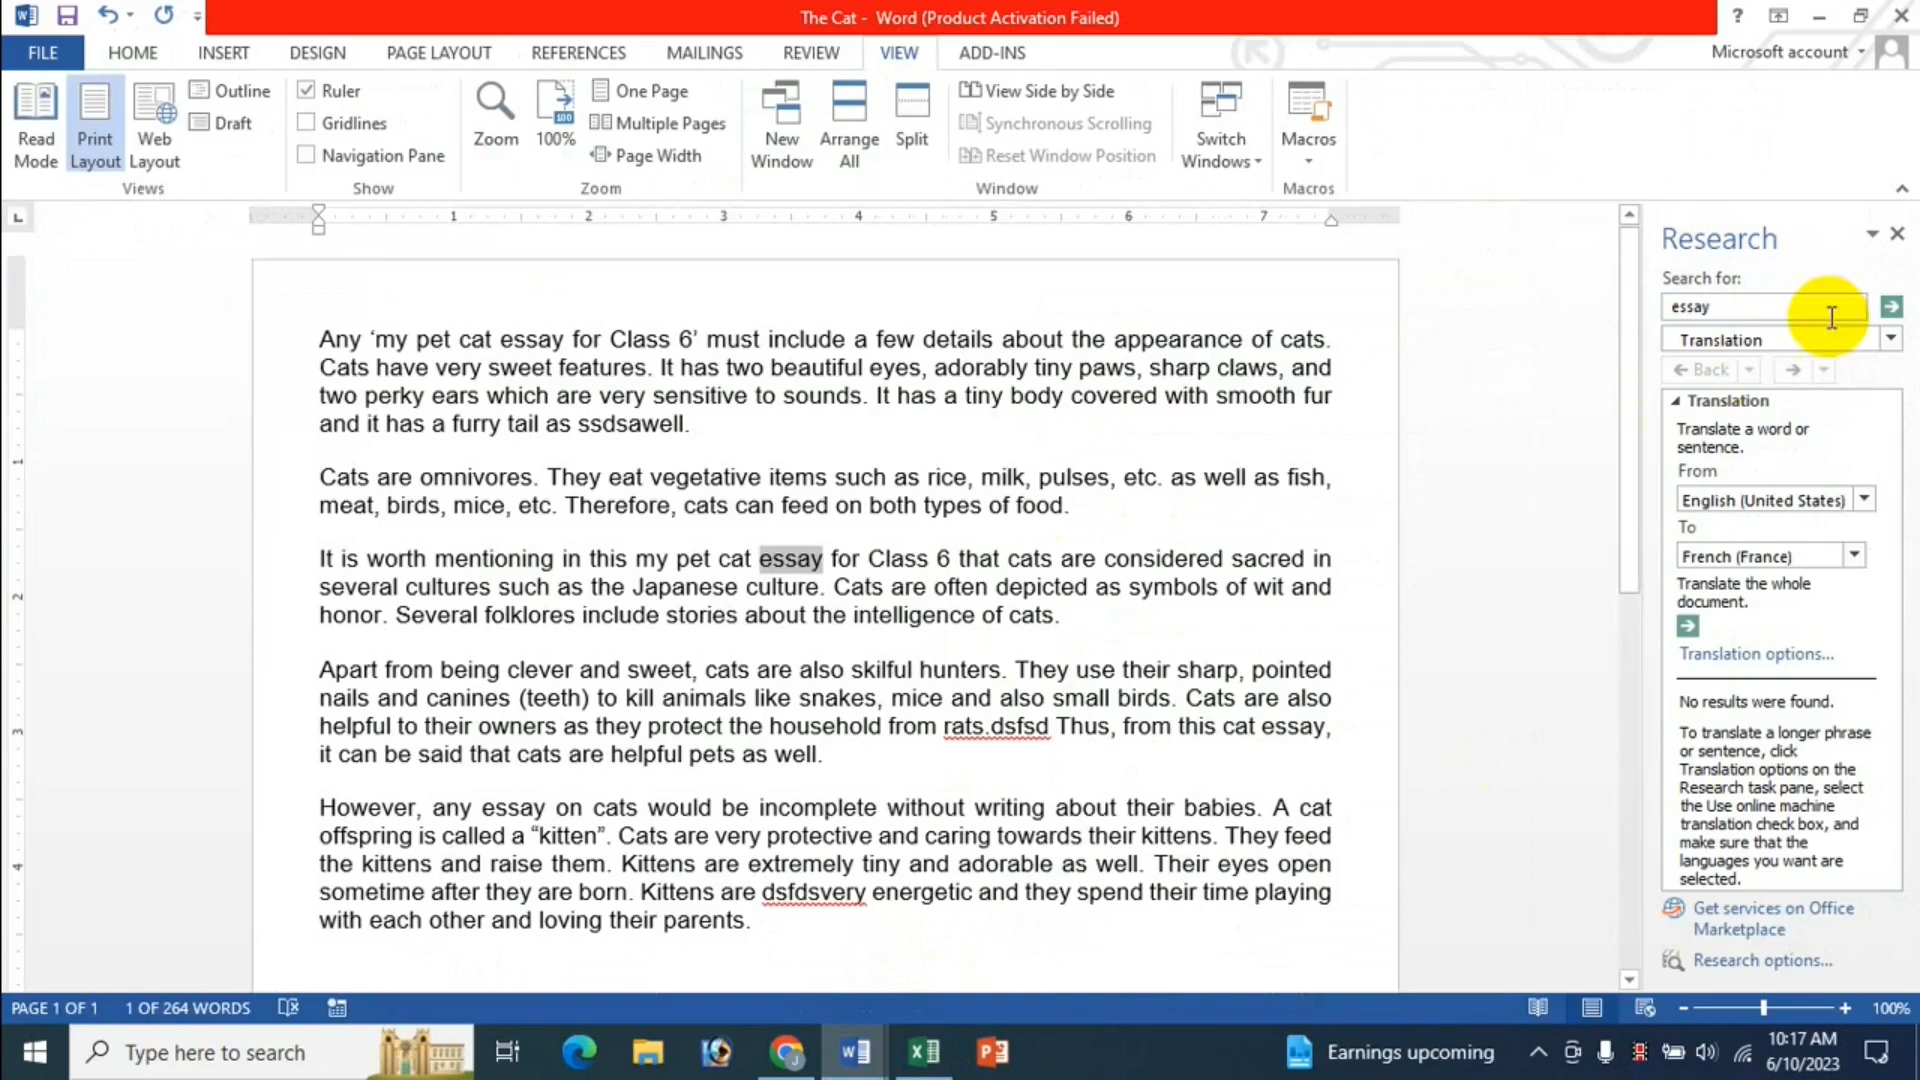 The Cat - Word (Product Activation Failed)
?
FILE HOME INSERT DESIGN PAGE LAYOUT REFERENCES MAILINGS REVIEW VIEW ADD-INS
Microsoft account
Read Mode
Print Layout
Web Layout
Outline
Draft
Views
Ruler
Gridlines
Navigation Pane
Show
Zoom
100
100%
One Page
Multiple Pages
Page Width
Zoom
New Window
Arrange All
Split
View Side by Side
Synchronous Scrolling
Reset Window Position
Window
Switch Windows
Macros
Macros
L
1 2 3 4 5 6 7
1
2
3
4
Any ‘my pet cat essay for Class 6’ must include a few details about the appearance of cats.
Cats have very sweet features. It has two beautiful eyes, adorably tiny paws, sharp claws, and
two perky ears which are very sensitive to sounds. It has a tiny body covered with smooth fur
and it has a furry tail as ssdsawell.
Cats are omnivores. They eat vegetative items such as rice, milk, pulses, etc. as well as fish,
meat, birds, mice, etc. Therefore, cats can feed on both types of food.
It is worth mentioning in this my pet cat essay for Class 6 that cats are considered sacred in
several cultures such as the Japanese culture. Cats are often depicted as symbols of wit and
honor. Several folklores include stories about the intelligence of cats.
Apart from being clever and sweet, cats are also skilful hunters. They use their sharp, pointed
nails and canines (teeth) to kill animals like snakes, mice and also small birds. Cats are also
helpful to their owners as they protect the household from rats.dsfsd Thus, from this cat essay,
it can be said that cats are helpful pets as well.
However, any essay on cats would be incomplete without writing about their babies. A cat
offspring is called a “kitten”. Cats are very protective and caring towards their kittens. They feed
the kittens and raise them. Kittens are extremely tiny and adorable as well. Their eyes open
sometime after they are born. Kittens are dsfdsvery energetic and they spend their time playing
with each other and loving their parents.
Research
Search for:
essay
Translation
Back
Translation
Translate a word or
sentence.
From
English (United States)
To
French (France)
Translate the whole
document.
Translation options...
No results were found.
To translate a longer phrase
or sentence, click
Translation options on the
Research task pane, select
the Use online machine
translation check box, and
make sure that the
languages you want are
selected.
Get services on Office
Marketplace
Research options...
PAGE 1 OF 1 1 OF 264 WORDS
100%
Type here to search
Earnings upcoming
10:17 AM
6/10/2023